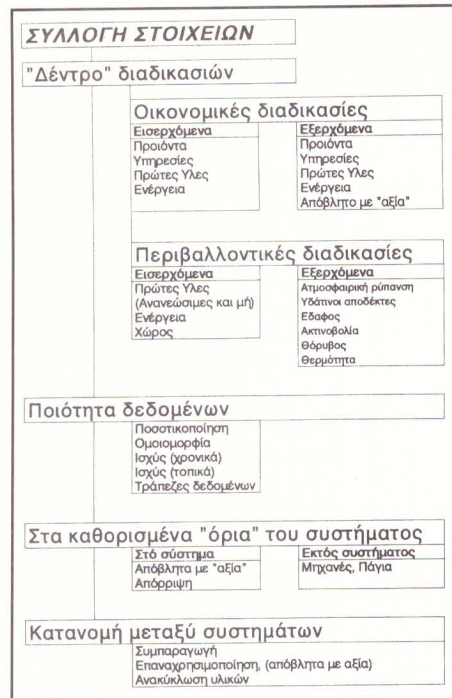 ΣΥΛΛΟΓΗ ΣΤΟΙΧΕΙΩΝ
"Δέντρο" διαδικασιών
Οικονομικές διαδικασίες
Εισερχόμενα
Προιόντα
Υπηρεσίες
Πρώτες Υλες
Ενέργεια
Εξερχόμενα
Προιόντα
Υπηρεσίες
Πρώτες Υλες
Ενέργεια
Απόβλητο με "αξία"
Περιβαλλοντικές διαδικασίες
Εισερχόμενα
Πρώτες Υλες
(Ανανεώσιμες και μή)
Ενέργεια
Χώρος
Εξερχόμενα
Ατμοσφαιρική ρύπανση
Υδάτινοι αποδέκτες
Εδαφος
Ακτινοβολία
Θόρυβος
Θερμότητα
Ποιότητα δεδομένων
Ποσοτικοποίηση
Ομοιομορφία
Ισχύς (χρονικά)
Ισχύς (τοπικά)
Τράπεζες δεδομένων
Στα καθορισμένα "όρια" του συστήματος
Στό σύστημα
Απόβλητα με "αξία"
Απόρριψη
Εκτός συστήματος
Μηχανές, Πάγια
Κατανομή μεταξύ συστημάτων
Συμπαραγωγή
Επαναχρησιμοποίηση, (απόβλητα με αξία)
Ανακύκλωση υλικών